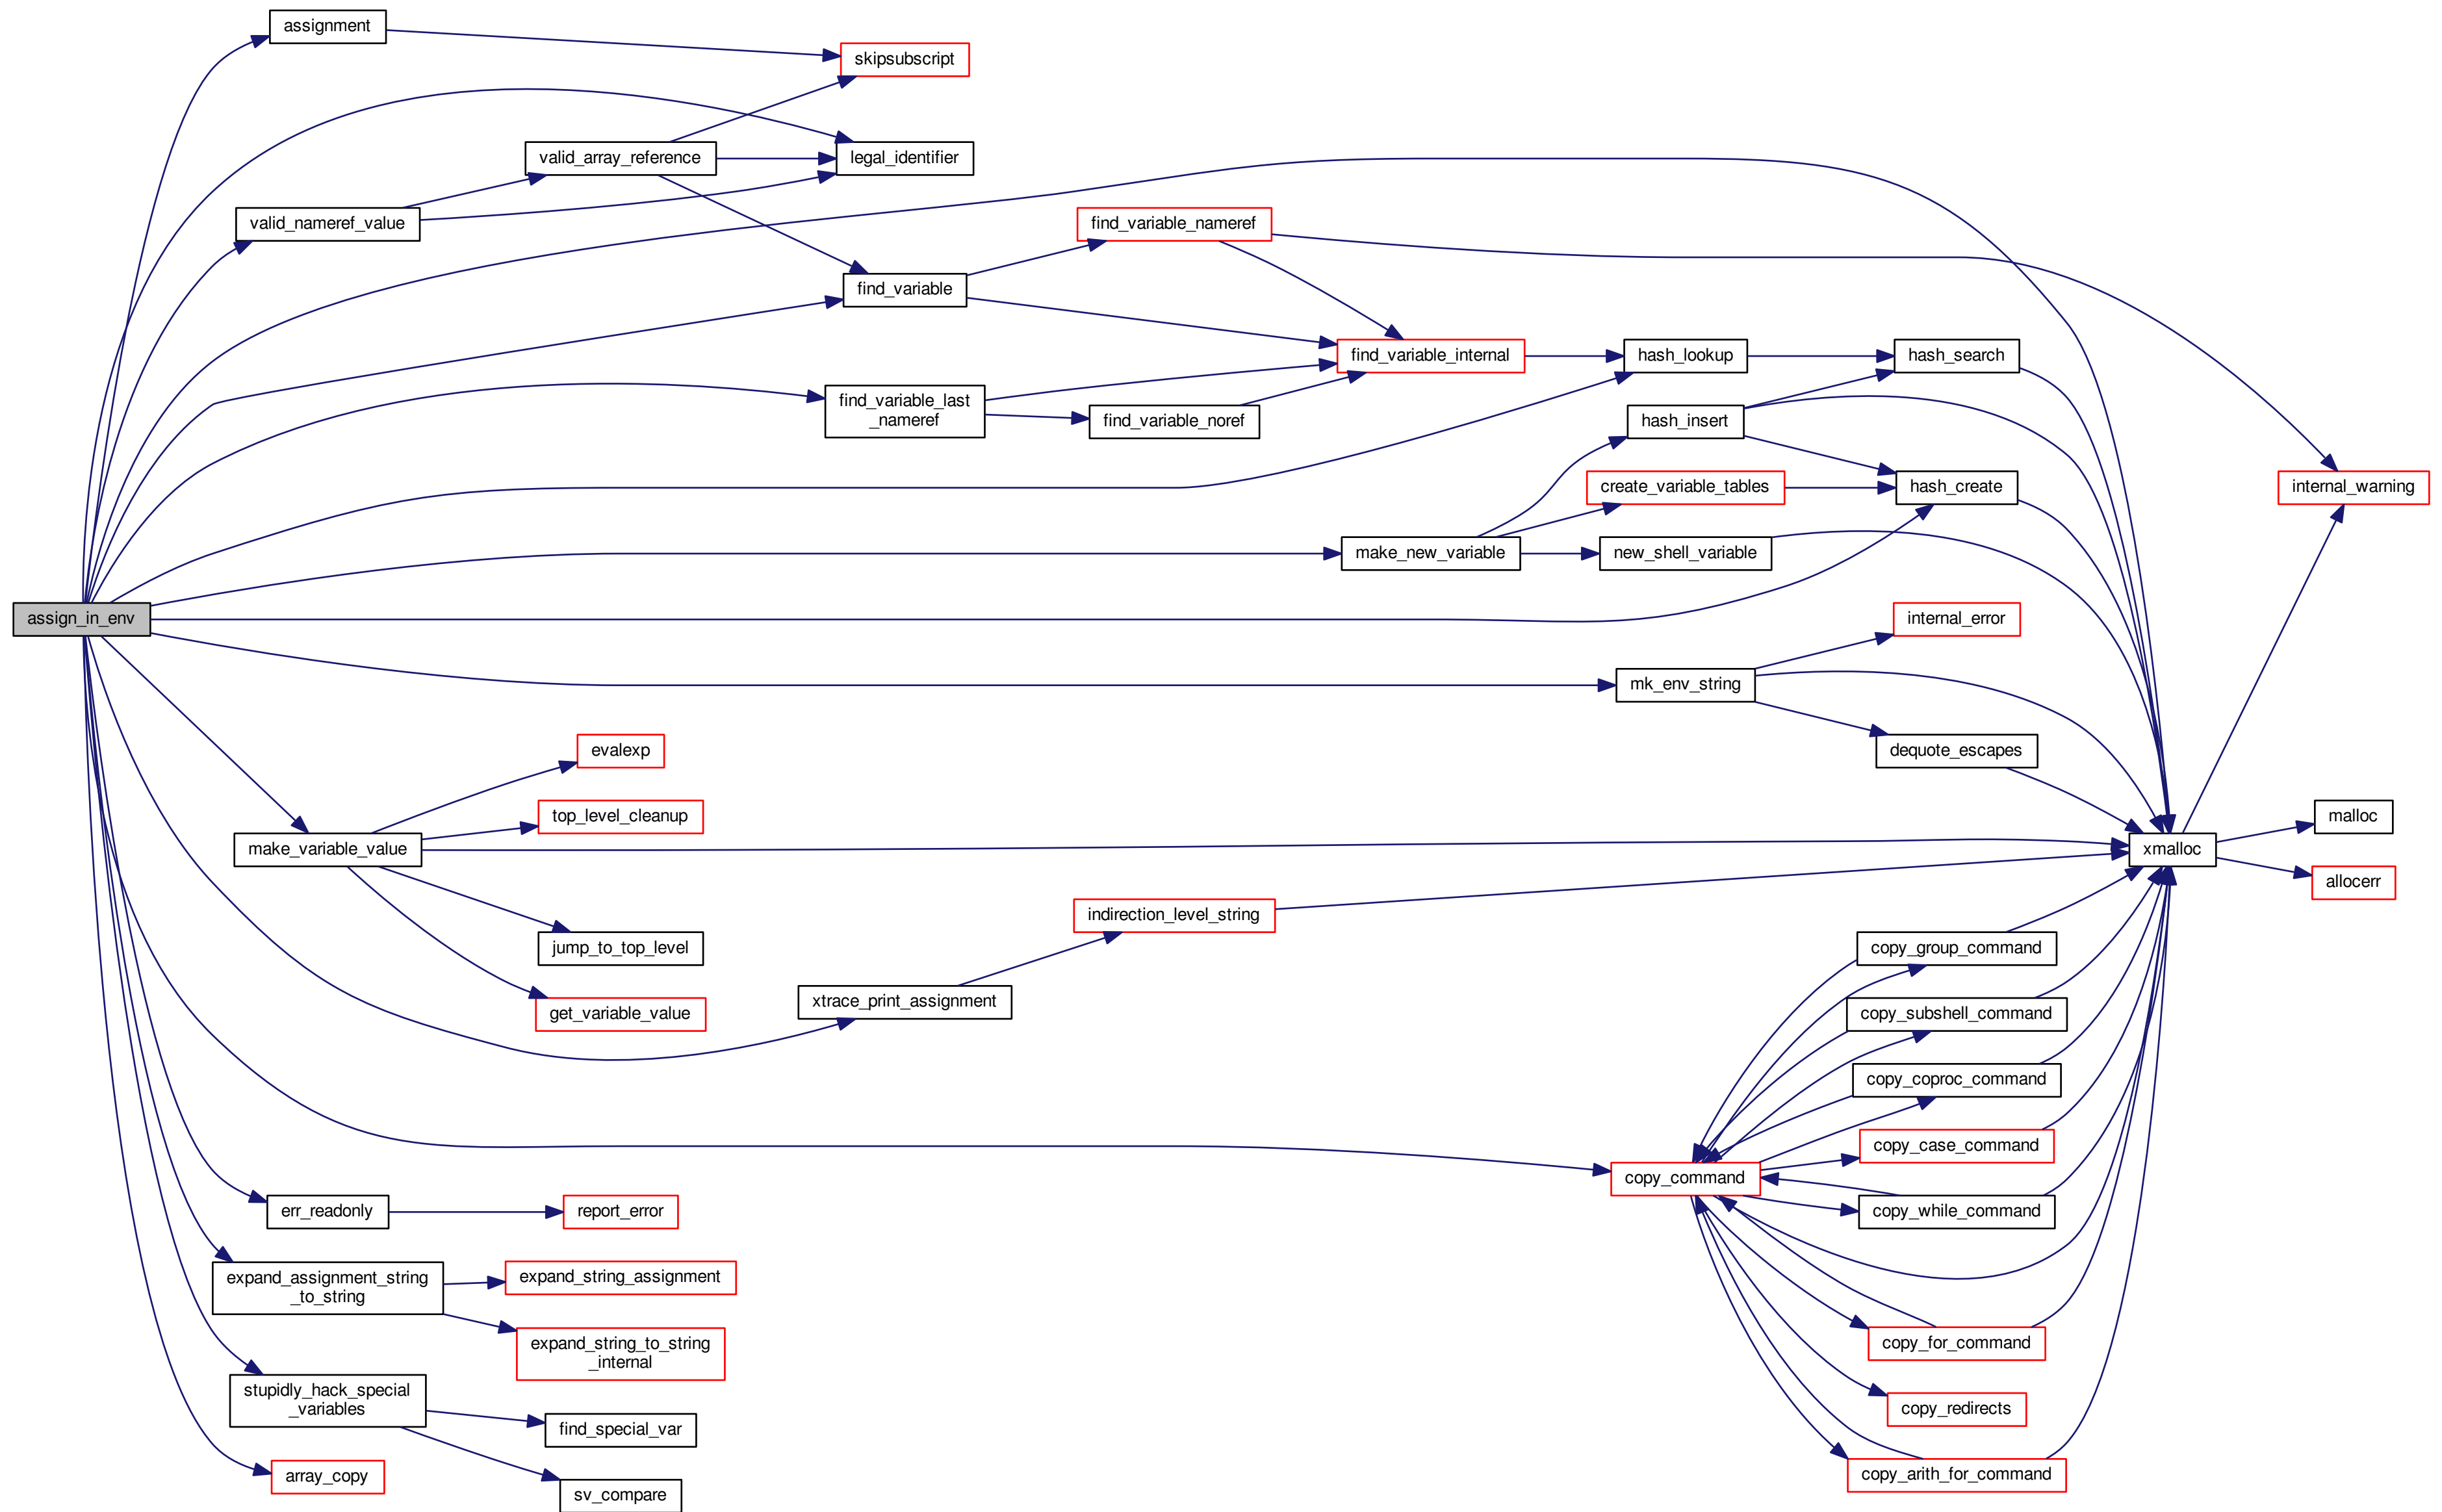 assignment
skipsubscript
valid_array_reference
legal_identifier
valid_nameref_value
find_variable_nameref
find_variable
find_variable_internal
hash_lookup
hash_search
find_variable_last
_nameref
find_variable_noref
hash_insert
create_variable_tables
hash_create
internal_warning
make_new_variable
new_shell_variable
assign_in_env
internal_error
mk_env_string
dequote_escapes
evalexp
top_level_cleanup
malloc
make_variable_value
xmalloc
allocerr
indirection_level_string
jump_to_top_level
copy_group_command
xtrace_print_assignment
get_variable_value
copy_subshell_command
copy_coproc_command
copy_case_command
copy_command
err_readonly
report_error
copy_while_command
expand_assignment_string
_to_string
expand_string_assignment
expand_string_to_string
_internal
copy_for_command
stupidly_hack_special
_variables
copy_redirects
find_special_var
array_copy
copy_arith_for_command
sv_compare